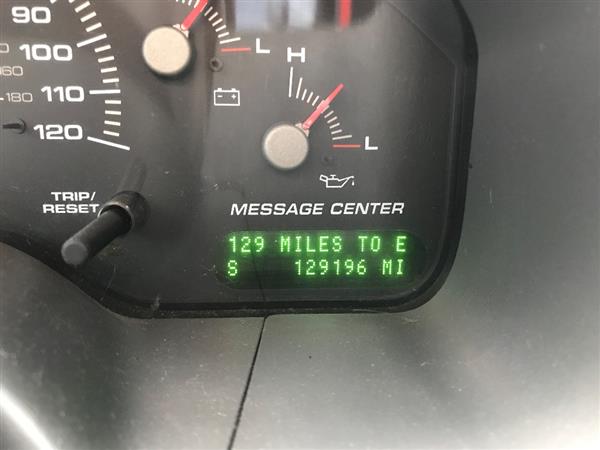 90
100
110
120
160
180
L
H
L
TRIP/
RESET
MESSAGE CENTER
129 MILES TO E
S 129196 MI